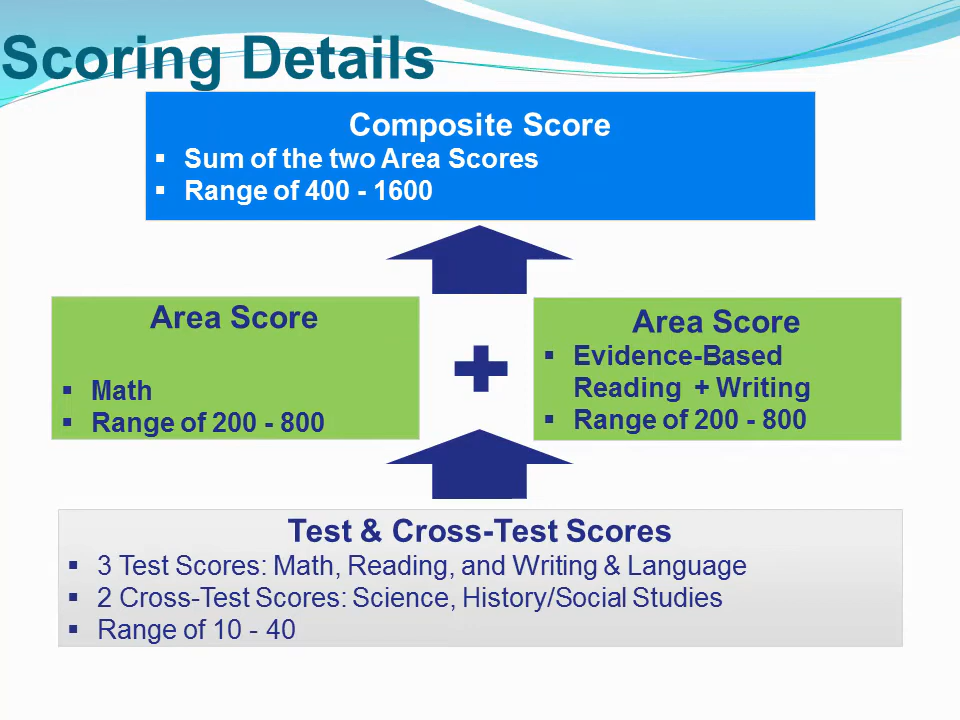 Scoring Details
Composite Score
▪ Sum of the two Area Scores
▪ Range of 400 - 1600
Area Score
▪ Math
▪ Range of 200 - 800
+
Area Score
▪ Evidence-Based
Reading + Writing
▪ Range of 200 - 800
Test & Cross-Test Scores
▪ 3 Test Scores: Math, Reading, and Writing & Language
▪ 2 Cross-Test Scores: Science, History/Social Studies
▪ Range of 10 - 40